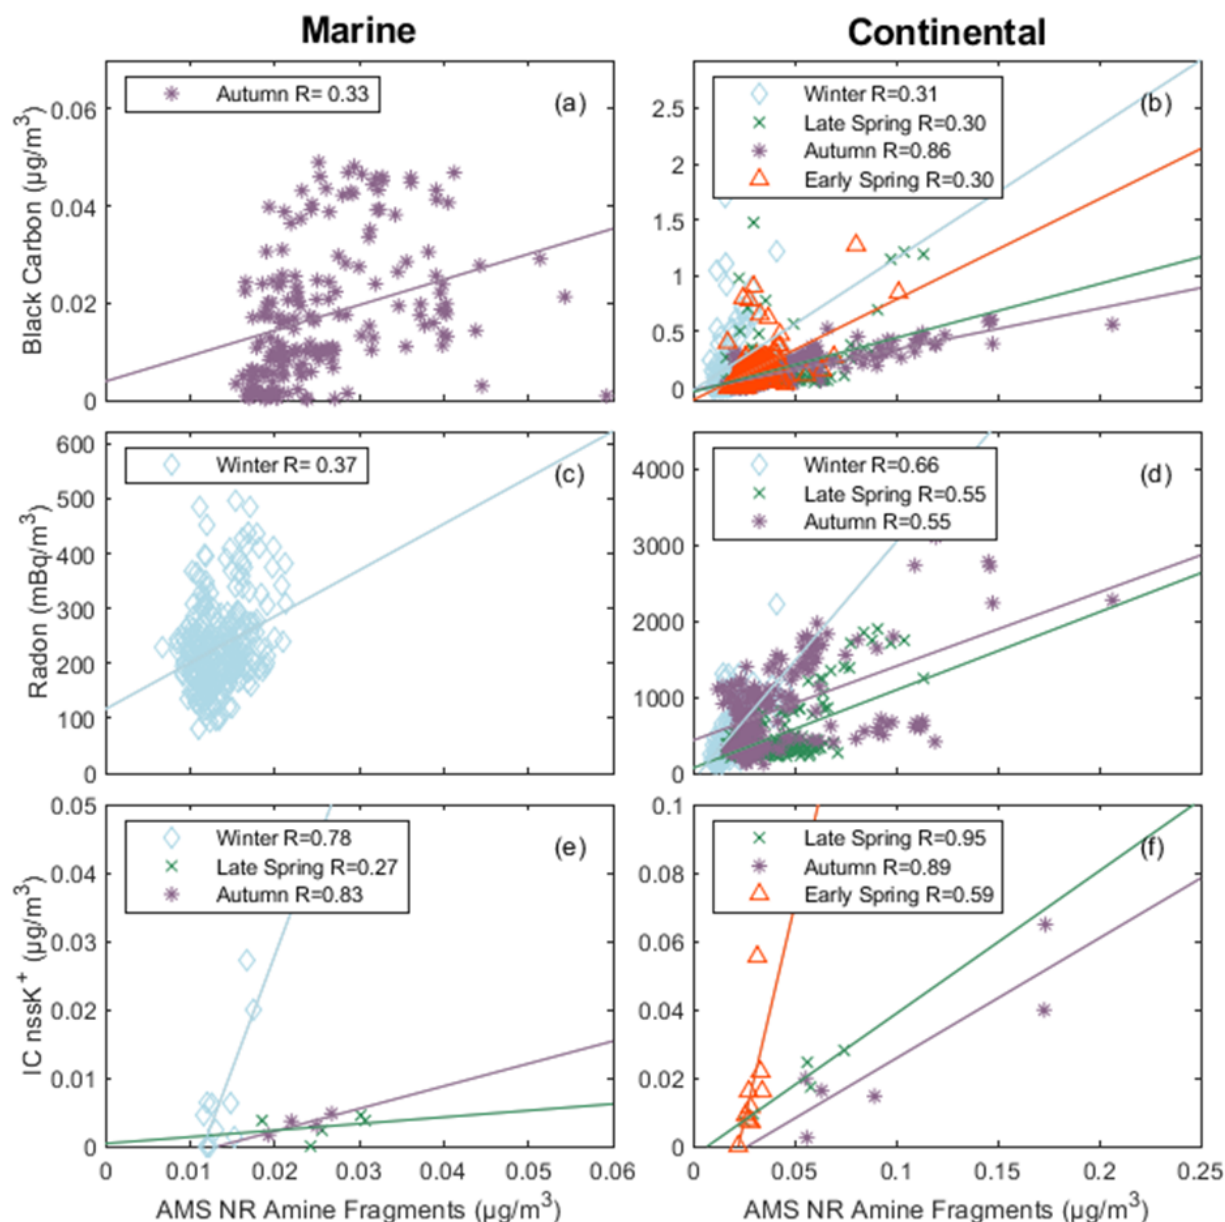 Marine
Continental
Black Carbon (µg/m³)
0.06
0.04
0.02
0
Autumn R= 0.33
(a)
2.5
2
1.5
1
0.5
0
Winter R=0.31
Late Spring R=0.30
Autumn R=0.86
Early Spring R=0.30
(b)
Radon (mBq/m³)
600
500
400
300
200
100
0
Winter R= 0.37
(c)
4000
3000
2000
1000
0
Winter R=0.66
Late Spring R=0.55
Autumn R=0.55
(d)
IC nssK⁺ (µg/m³)
0.05
0.04
0.03
0.02
0.01
0
Winter R=0.78
Late Spring R=0.27
Autumn R=0.83
(e)
0 0.01 0.02 0.03 0.04 0.05 0.06
AMS NR Amine Fragments (µg/m³)
0.1
0.08
0.06
0.04
0.02
0
Late Spring R=0.95
Autumn R=0.89
Early Spring R=0.59
(f)
0 0.05 0.1 0.15 0.2 0.25
AMS NR Amine Fragments (µg/m³)